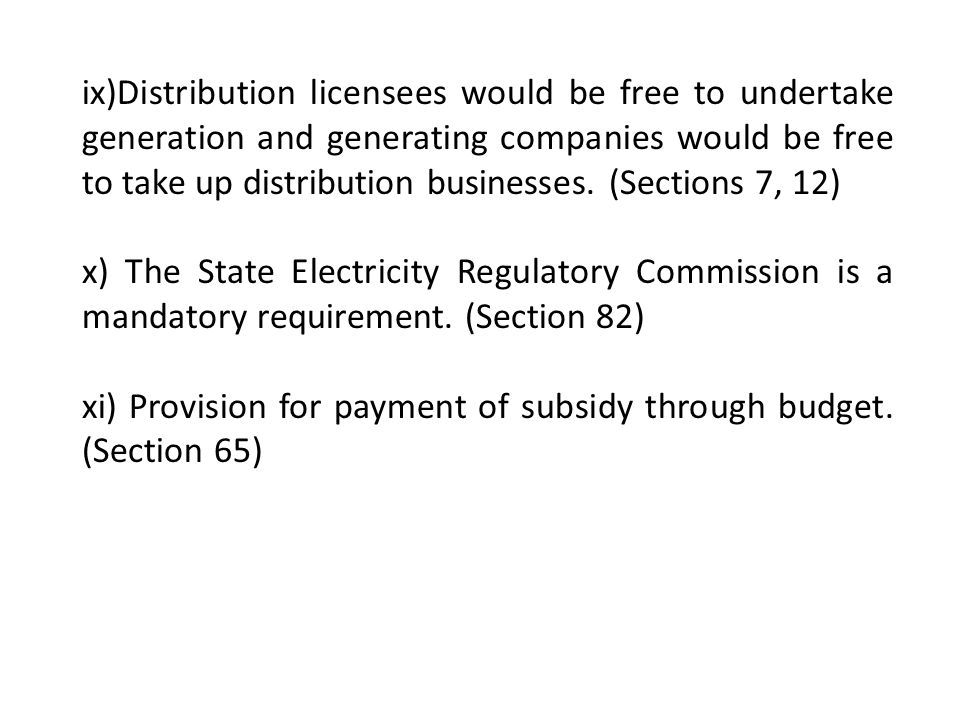 ix)Distribution licensees would be free to undertake
generation and generating companies would be free
to take up distribution businesses. (Sections 7, 12)
x) The State Electricity Regulatory Commission is a
mandatory requirement. (Section 82)
xi) Provision for payment of subsidy through budget.
(Section 65)